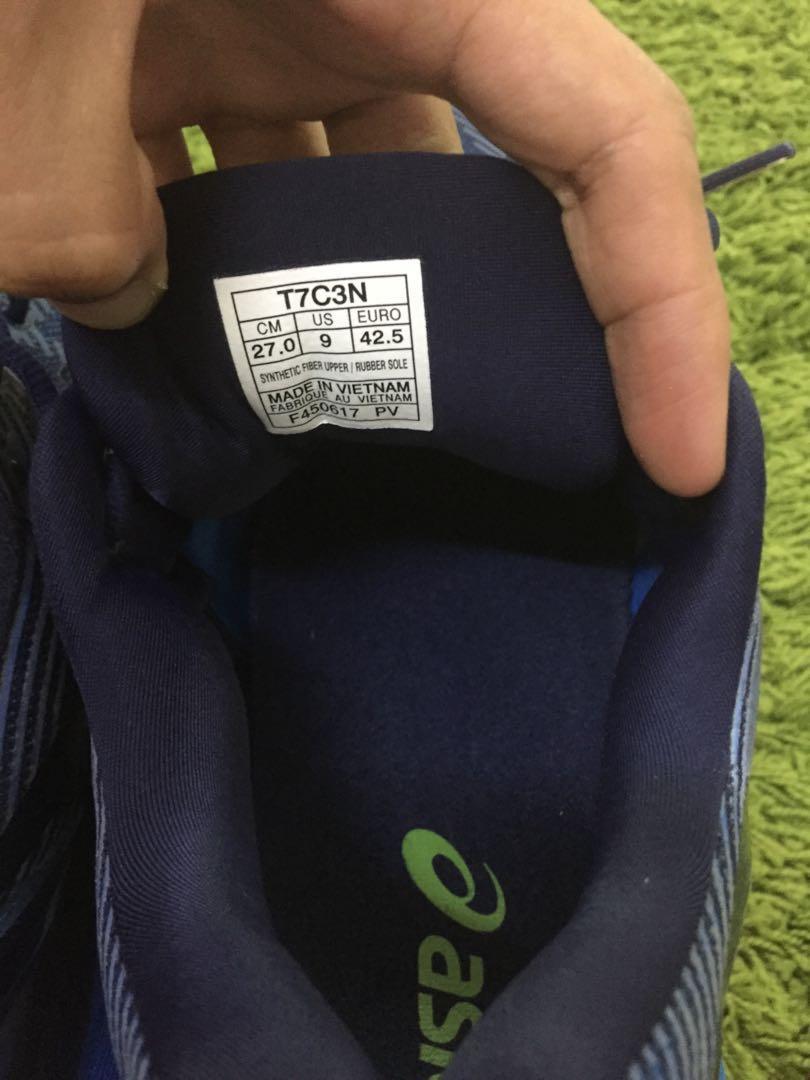 T7C3N
CM US EURO
27.0 9 42.5
SYNTHETIC FIBER UPPER / RUBBER SOLE
MADE IN VIETNAM
FABRIQUE AU VIETNAM
F450617 PV
asi